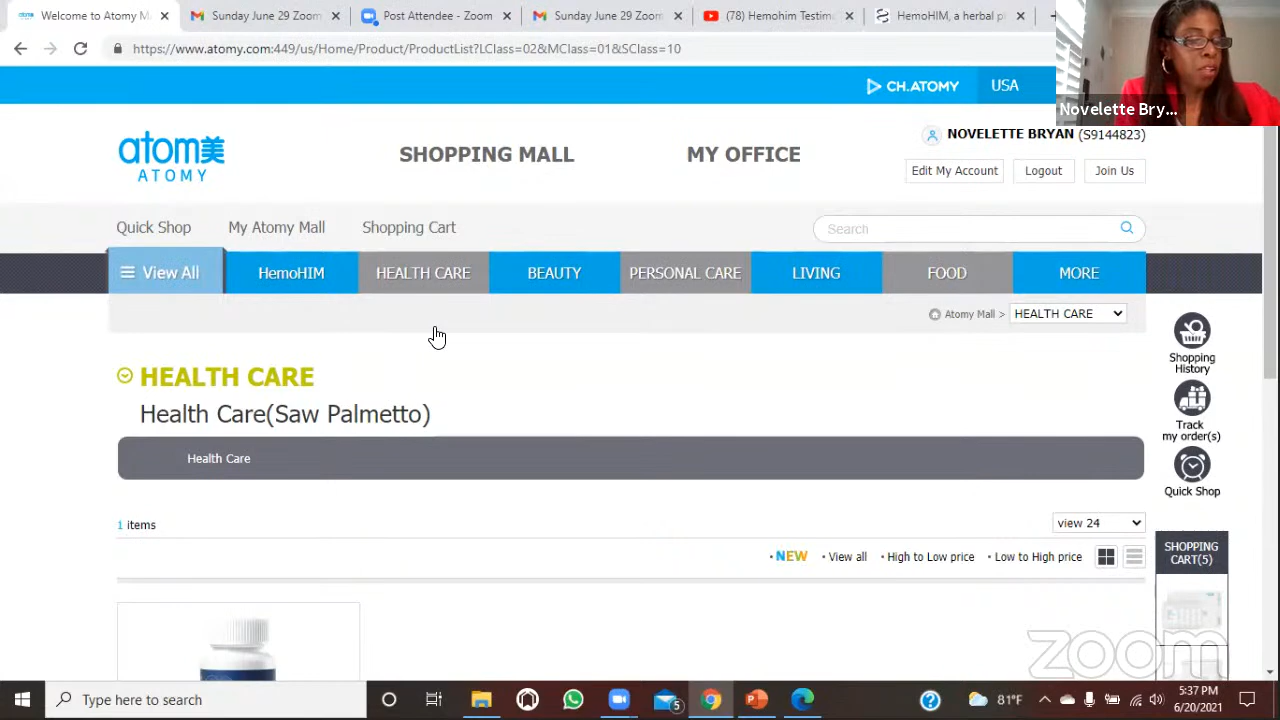 Welcome to Atomy M
Sunday June 29 Zoom
Post Attendee - Zoom
Sunday June 29 Zoom
(78) Hemohim Testim
HemoHIM, a herbal p
https://www.atomy.com:449/us/Home/Product/ProductList?LClass=02&MClass=01&SClass=10
Novelette Bry...
CH.ATOMY
USA
atom美
ATOMY
SHOPPING MALL
MY OFFICE
NOVELETTE BRYAN (S9144823)
Edit My Account
Logout
Join Us
Quick Shop
My Atomy Mall
Shopping Cart
Search
View All
HemoHIM
HEALTH CARE
BEAUTY
PERSONAL CARE
LIVING
FOOD
MORE
Atomy Mall >
HEALTH CARE
HEALTH CARE
Health Care(Saw Palmetto)
Health Care
Shopping
History
Track
my order(s)
Quick Shop
1 items
view 24
NEW
View all
High to Low price
Low to High price
SHOPPING
CART(5)
zoom
Type here to search
5
81°F
5:37 PM
6/20/2021